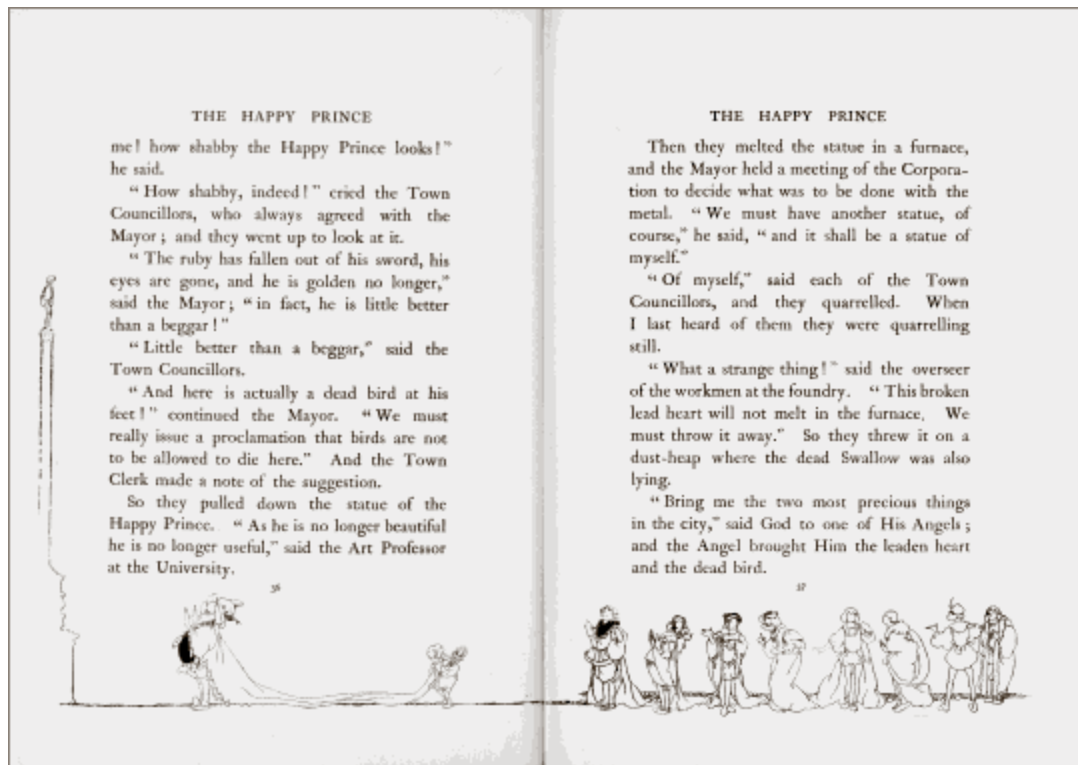 THE HAPPY PRINCE
me! how shabby the Happy Prince looks!"
he said.
"How shabby, indeed!" cried the Town
Councillors, who always agreed with the
Mayor; and they went up to look at it.
"The ruby has fallen out of his sword, his
eyes are gone, and he is golden no longer,"
said the Mayor; "in fact, he is little better
than a beggar!"
"Little better than a beggar," said the
Town Councillors.
"And here is actually a dead bird at his
feet!" continued the Mayor. "We must
really issue a proclamation that birds are not
to be allowed to die here." And the Town
Clerk made a note of the suggestion.
So they pulled down the statue of the
Happy Prince. "As he is no longer beautiful
he is no longer useful," said the Art Professor
at the University.
36
THE HAPPY PRINCE
Then they melted the statue in a furnace,
and the Mayor held a meeting of the Corpora-
tion to decide what was to be done with the
metal. "We must have another statue, of
course," he said, "and it shall be a statue of
myself."
"Of myself," said each of the Town
Councillors, and they quarrelled. When
I last heard of them they were quarrelling
still.
"What a strange thing!" said the overseer
of the workmen at the foundry. "This broken
lead heart will not melt in the furnace. We
must throw it away." So they threw it on a
dust-heap where the dead Swallow was also
lying.
"Bring me the two most precious things
in the city," said God to one of His Angels;
and the Angel brought Him the leaden heart
and the dead bird.
37